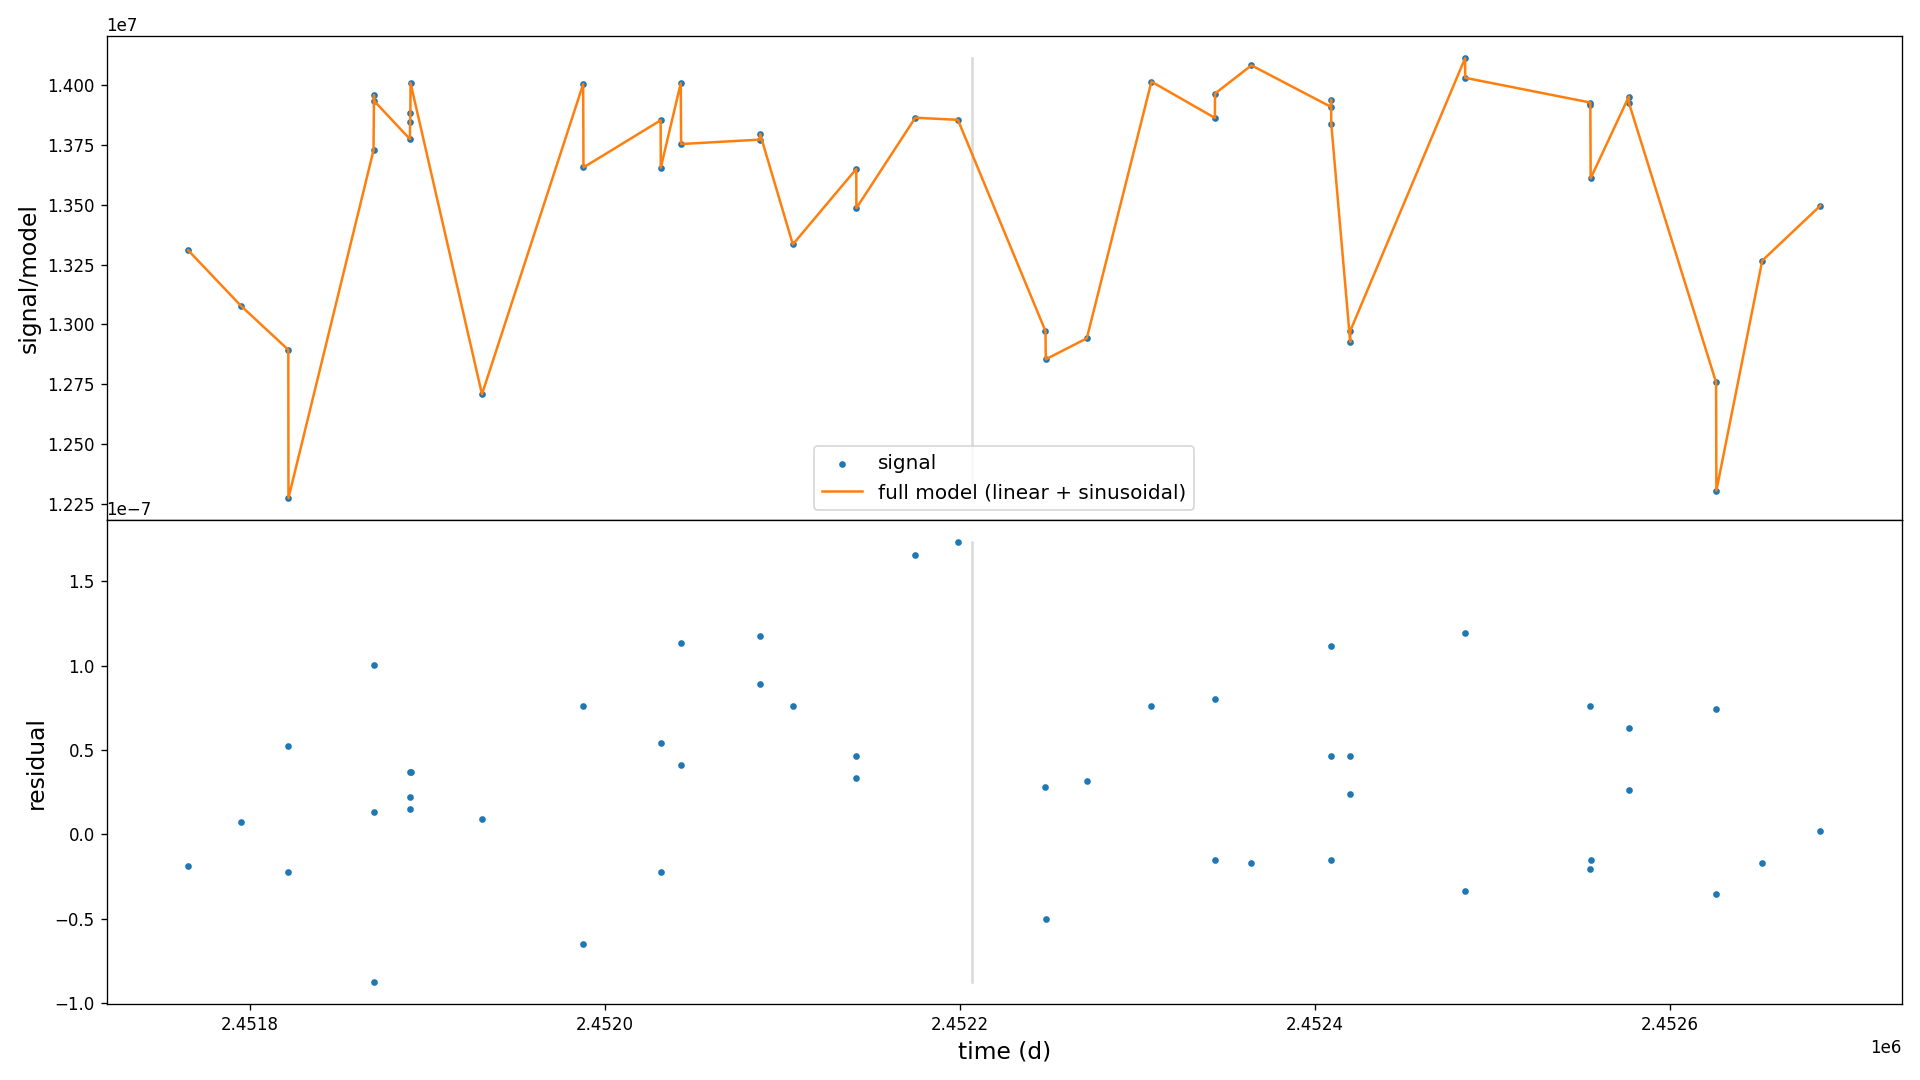 1e7
1.400
1.375
1.350
1.325
1.300
1.275
1.250
1.225
signal/model
signal
full model (linear + sinusoidal)
1e−7
1.5
1.0
0.5
0.0
−0.5
−1.0
residual
2.4518
2.4520
2.4522
2.4524
2.4526
1e6
time (d)